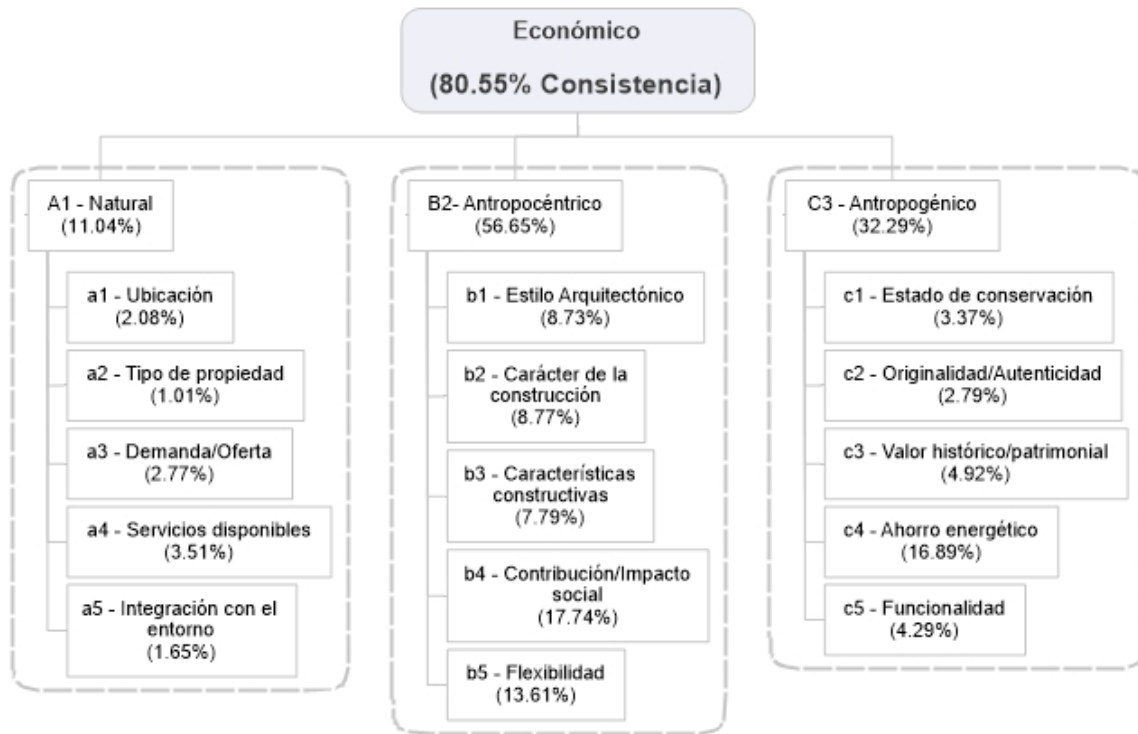 Económico
(80.55% Consistencia)
A1 - Natural
(11.04%)
a1 - Ubicación
(2.08%)
a2 - Tipo de propiedad
(1.01%)
a3 - Demanda/Oferta
(2.77%)
a4 - Servicios disponibles
(3.51%)
a5 - Integración con el
entorno
(1.65%)
B2- Antropocéntrico
(56.65%)
b1 - Estilo Arquitectónico
(8.73%)
b2 - Carácter de la
construcción
(8.77%)
b3 - Características
constructivas
(7.79%)
b4 - Contribución/Impacto
social
(17.74%)
b5 - Flexibilidad
(13.61%)
C3 - Antropogénico
(32.29%)
c1 - Estado de conservación
(3.37%)
c2 - Originalidad/Autenticidad
(2.79%)
c3 - Valor histórico/patrimonial
(4.92%)
c4 - Ahorro energético
(16.89%)
c5 - Funcionalidad
(4.29%)